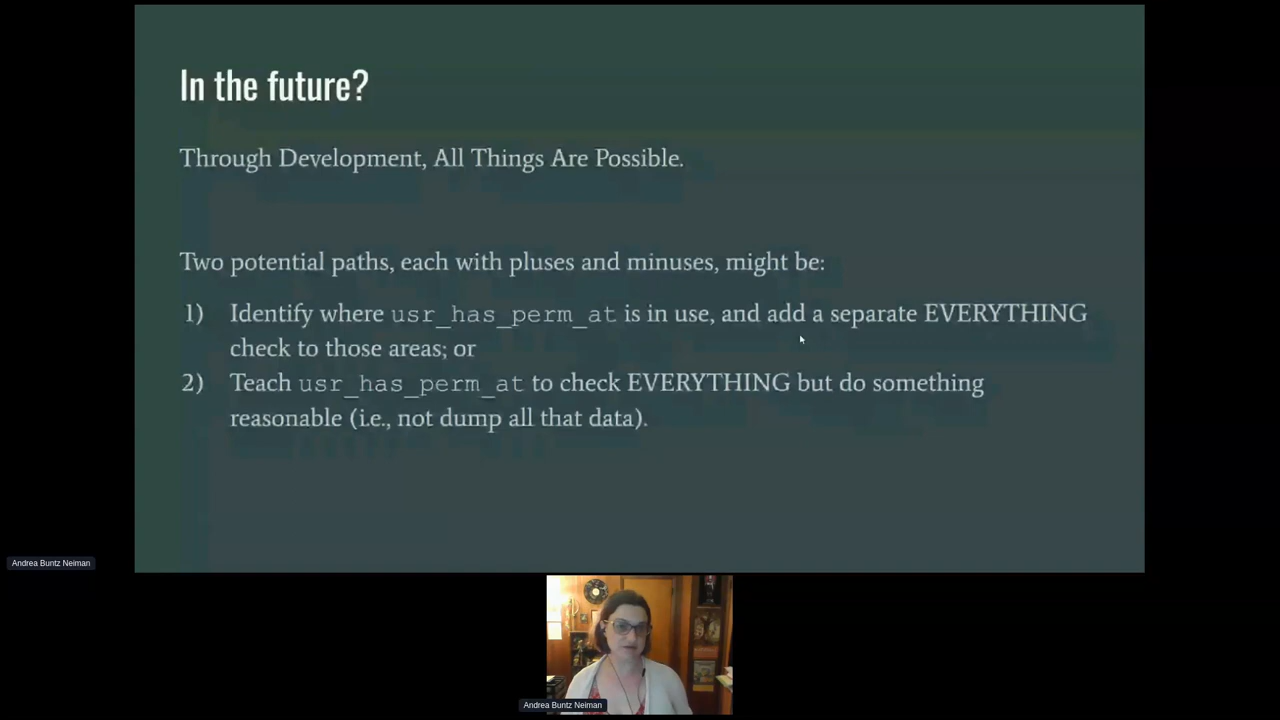 In the future?
Through Development, All Things Are Possible.
Two potential paths, each with pluses and minuses, might be:
1) Identify where usr_has_perm_at is in use, and add a separate EVERYTHING
check to those areas; or
2) Teach usr_has_perm_at to check EVERYTHING but do something
reasonable (i.e., not dump all that data).
Andrea Buntz Neiman
Andrea Buntz Neiman